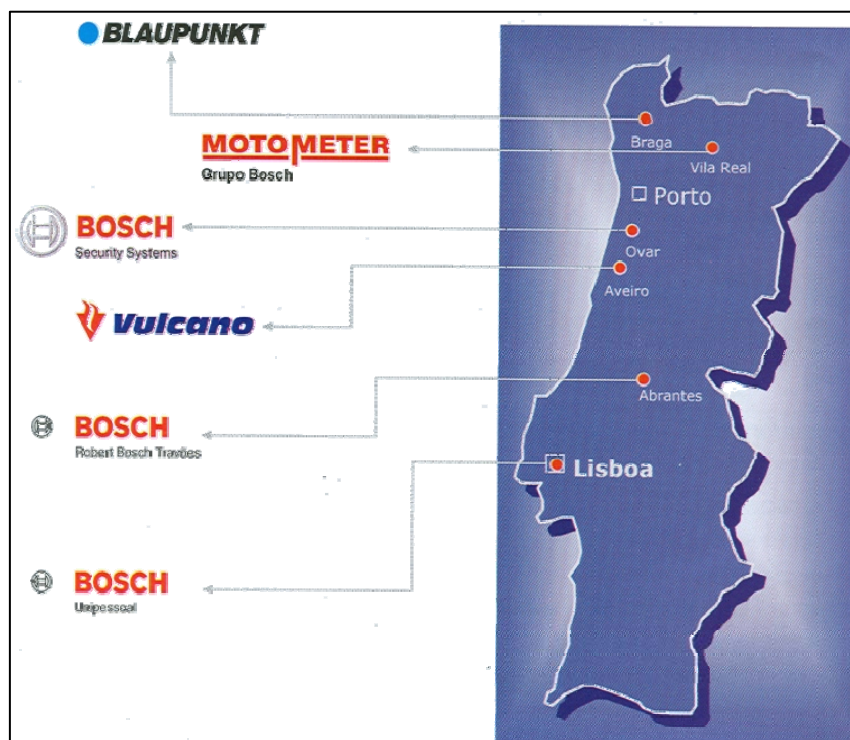 BLAUPUNKT
MOTOMETER
Grupo Bosch
BOSCH
Security Systems
Vulcano
BOSCH
Robert Bosch Travões
BOSCH
Unipessoal
Braga
Vila Real
Porto
Ovar
Aveiro
Abrantes
Lisboa